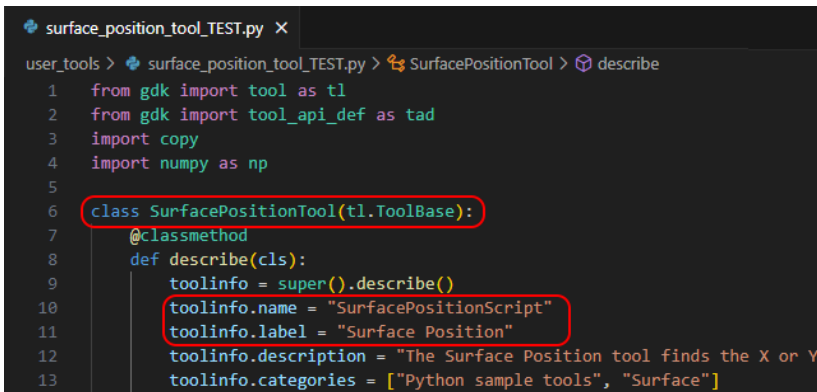 surface_position_tool_TEST.py ×
user_tools > surface_position_tool_TEST.py > SurfacePositionTool > describe
1 from gdk import tool as tl
2 from gdk import tool_api_def as tad
3 import copy
4 import numpy as np
5
6 class SurfacePositionTool(tl.ToolBase):
7 @classmethod
8 def describe(cls):
9 toolinfo = super().describe()
10 toolinfo.name = "SurfacePositionScript"
11 toolinfo.label = "Surface Position"
12 toolinfo.description = "The Surface Position tool finds the X or Y
13 toolinfo.categories = ["Python sample tools", "Surface"]